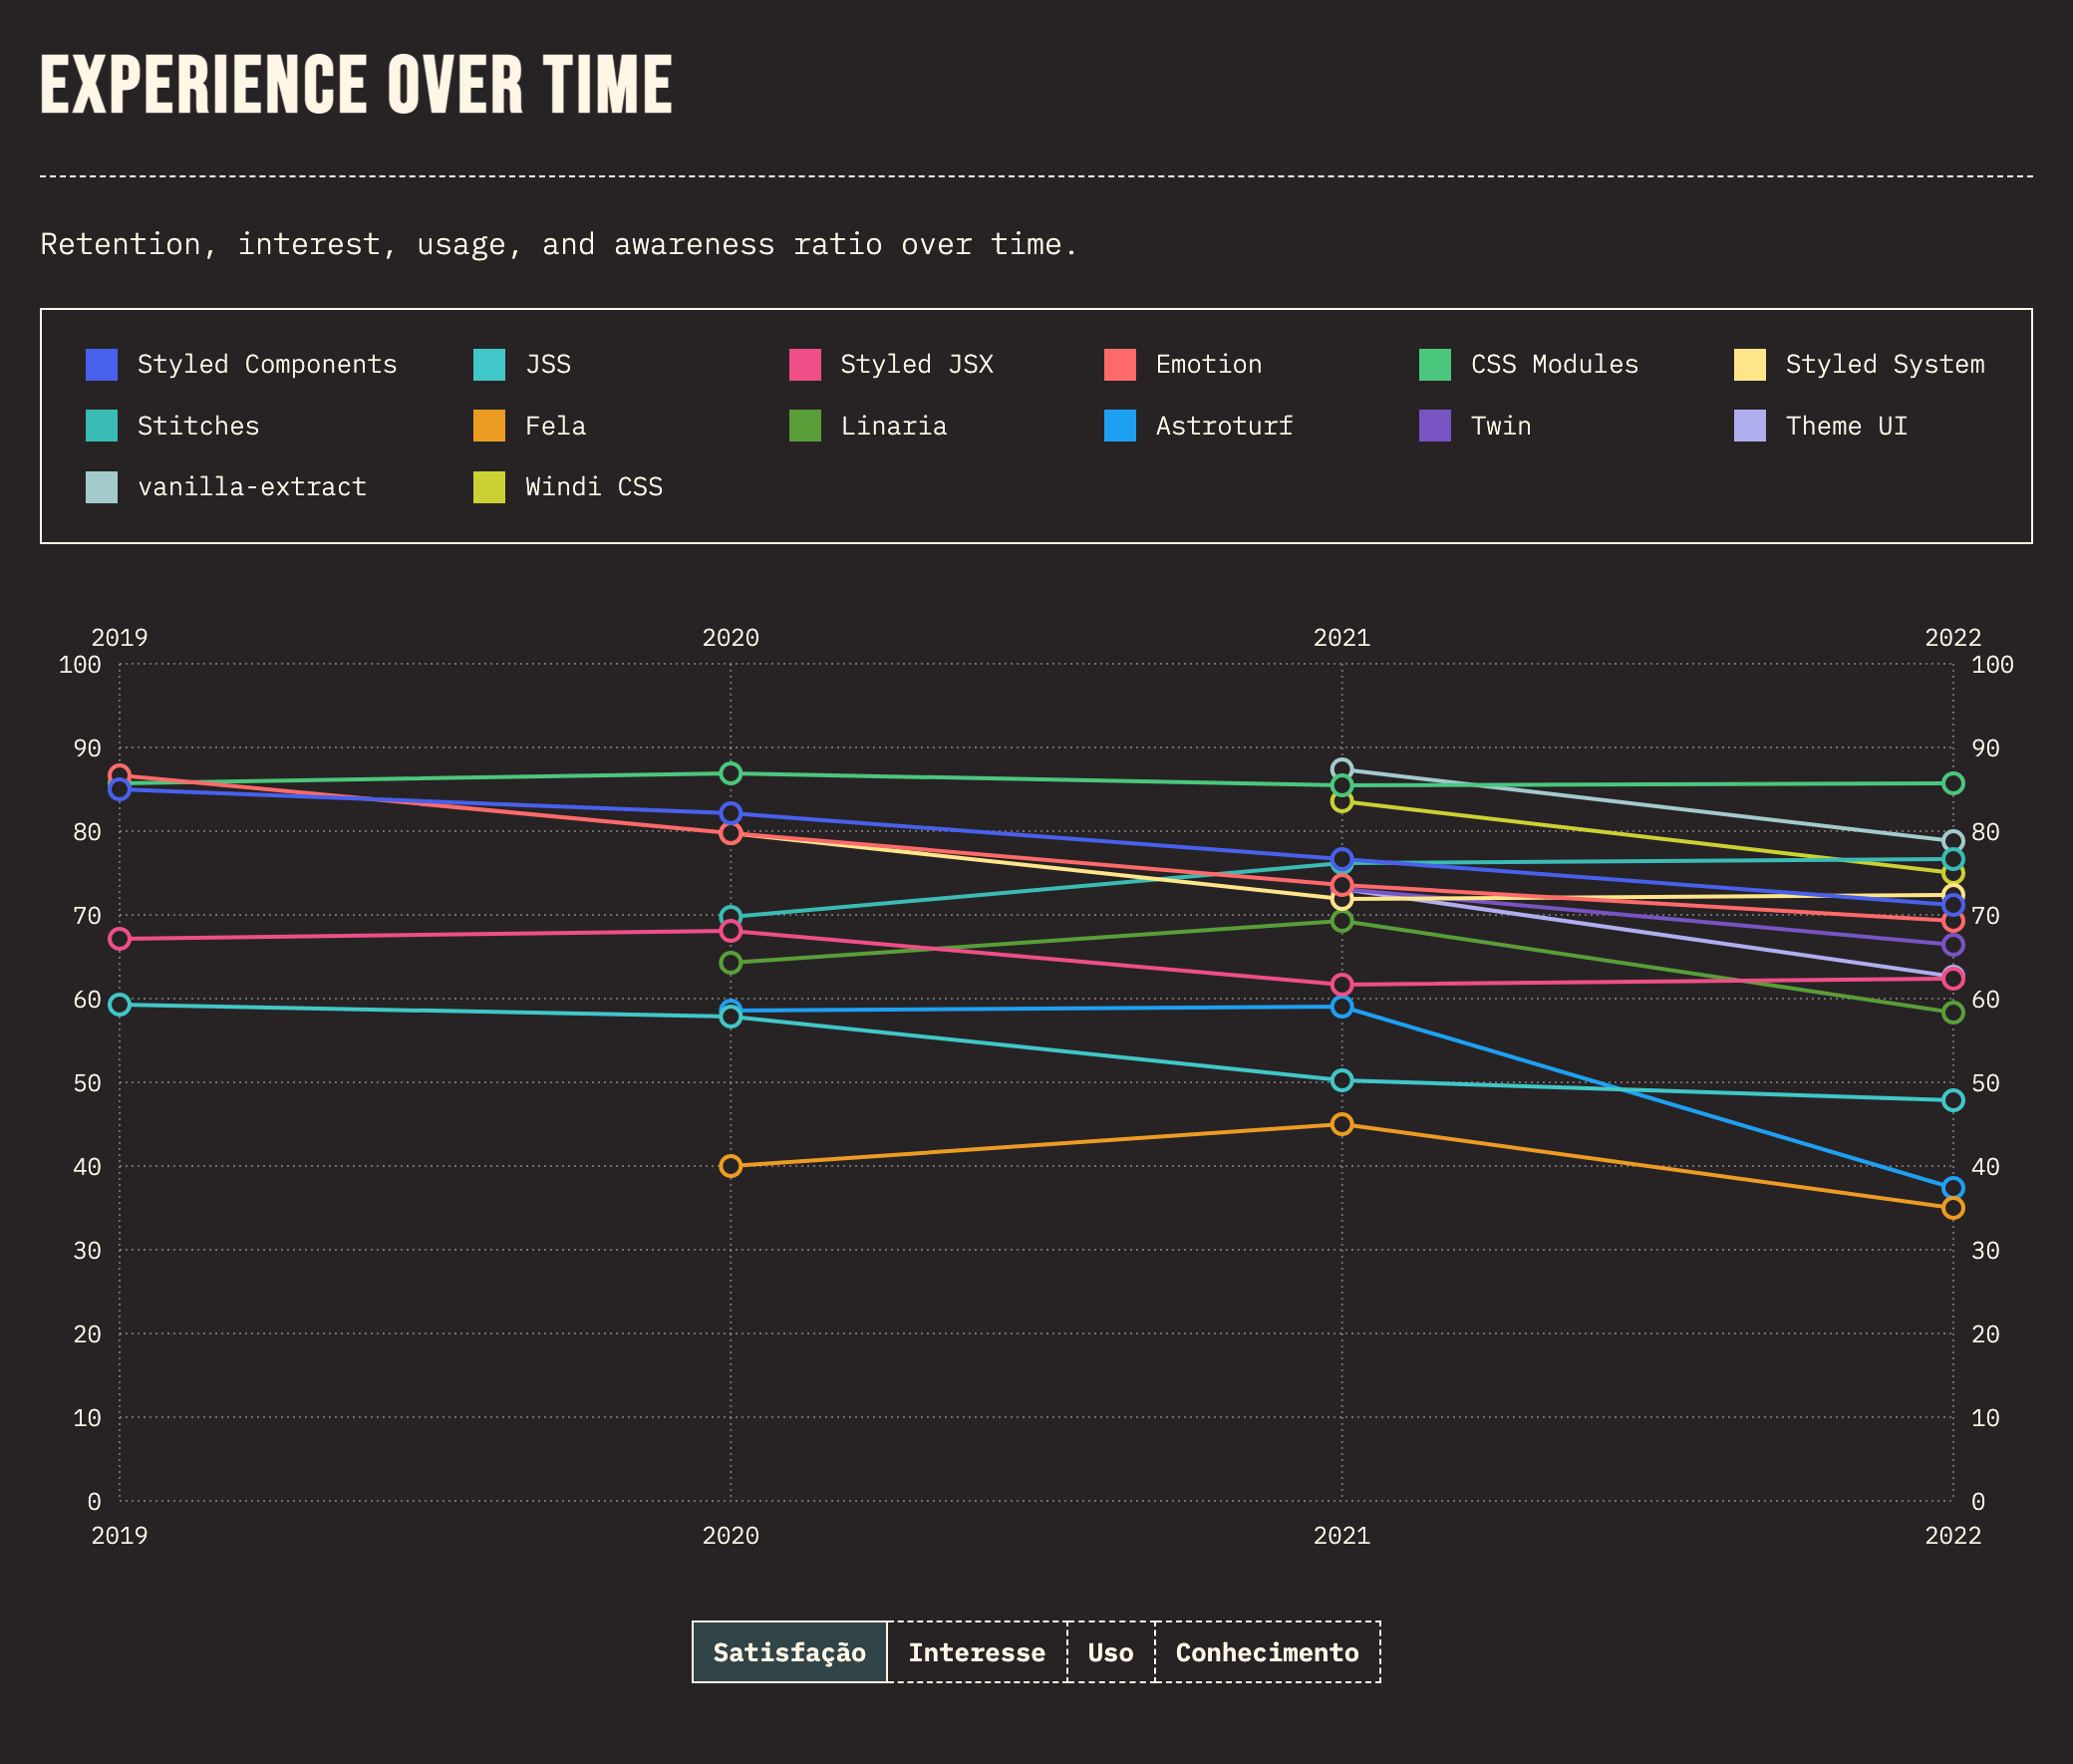 EXPERIENCE OVER TIME
Retention, interest, usage, and awareness ratio over time.
Styled Components JSS Styled JSX Emotion CSS Modules Styled System
Stitches Fela Linaria Astroturf Twin Theme UI
vanilla-extract Windi CSS
2019 2020 2021 2022
100 100
90 90
80 80
70 70
60 60
50 50
40 40
30 30
20 20
10 10
0 0
2019 2020 2021 2022
Satisfação Interesse Uso Conhecimento